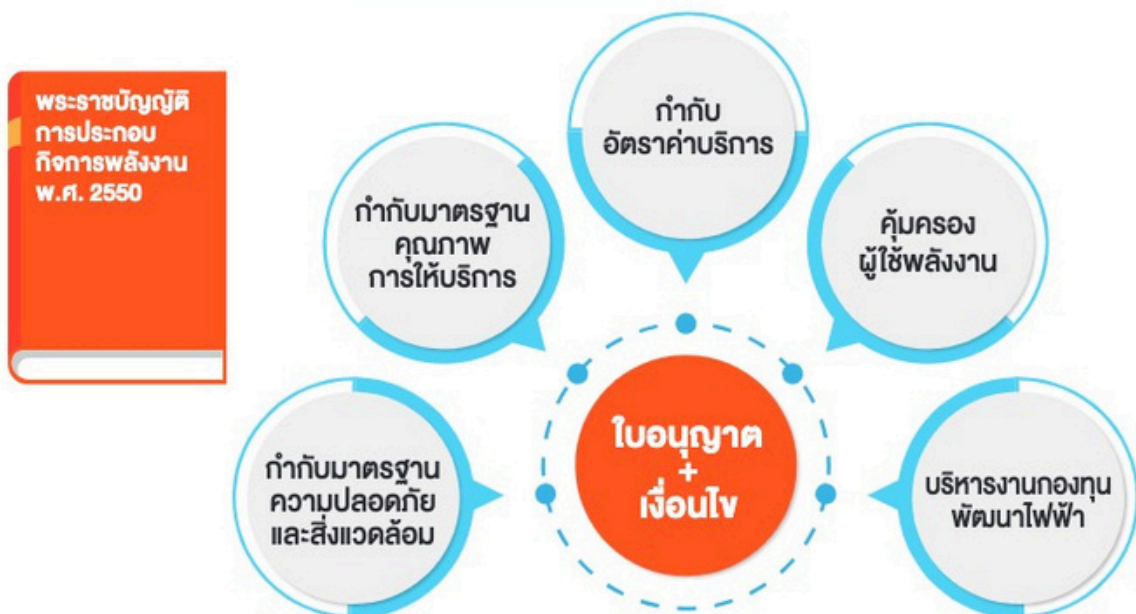 พระราชบัญญัติ
การประกอบ
กิจการพลังงาน
พ.ศ. 2550
กำกับ
อัตราค่าบริการ
กำกับมาตรฐาน
คุณภาพ
การให้บริการ
คุ้มครอง
ผู้ใช้พลังงาน
กำกับมาตรฐาน
ความปลอดภัย
และสิ่งแวดล้อม
ใบอนุญาต
+
เงื่อนไข
บริหารงานกองทุน
พัฒนาไฟฟ้า